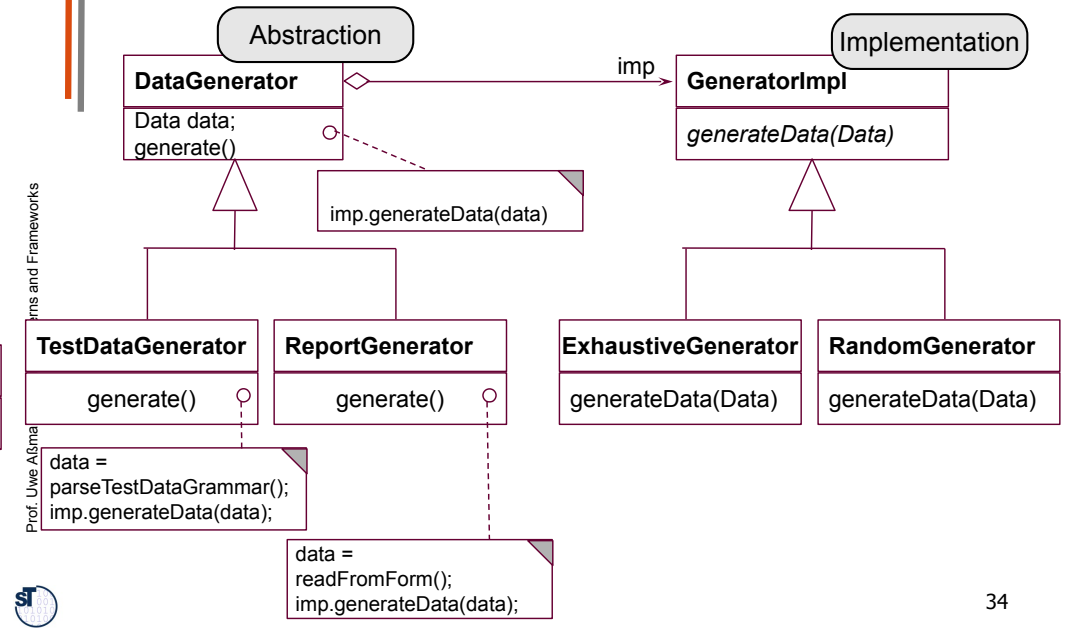 Abstraction
Implementation
DataGenerator
imp
GeneratorImpl
Data data;
generate()
generateData(Data)
imp.generateData(data)
TestDataGenerator
ReportGenerator
ExhaustiveGenerator
RandomGenerator
generate()
generate()
generateData(Data)
generateData(Data)
data =
parseTestDataGrammar();
imp.generateData(data);
data =
readFromForm();
imp.generateData(data);
Prof. Uwe Aßma
rns and Frameworks
ST
34